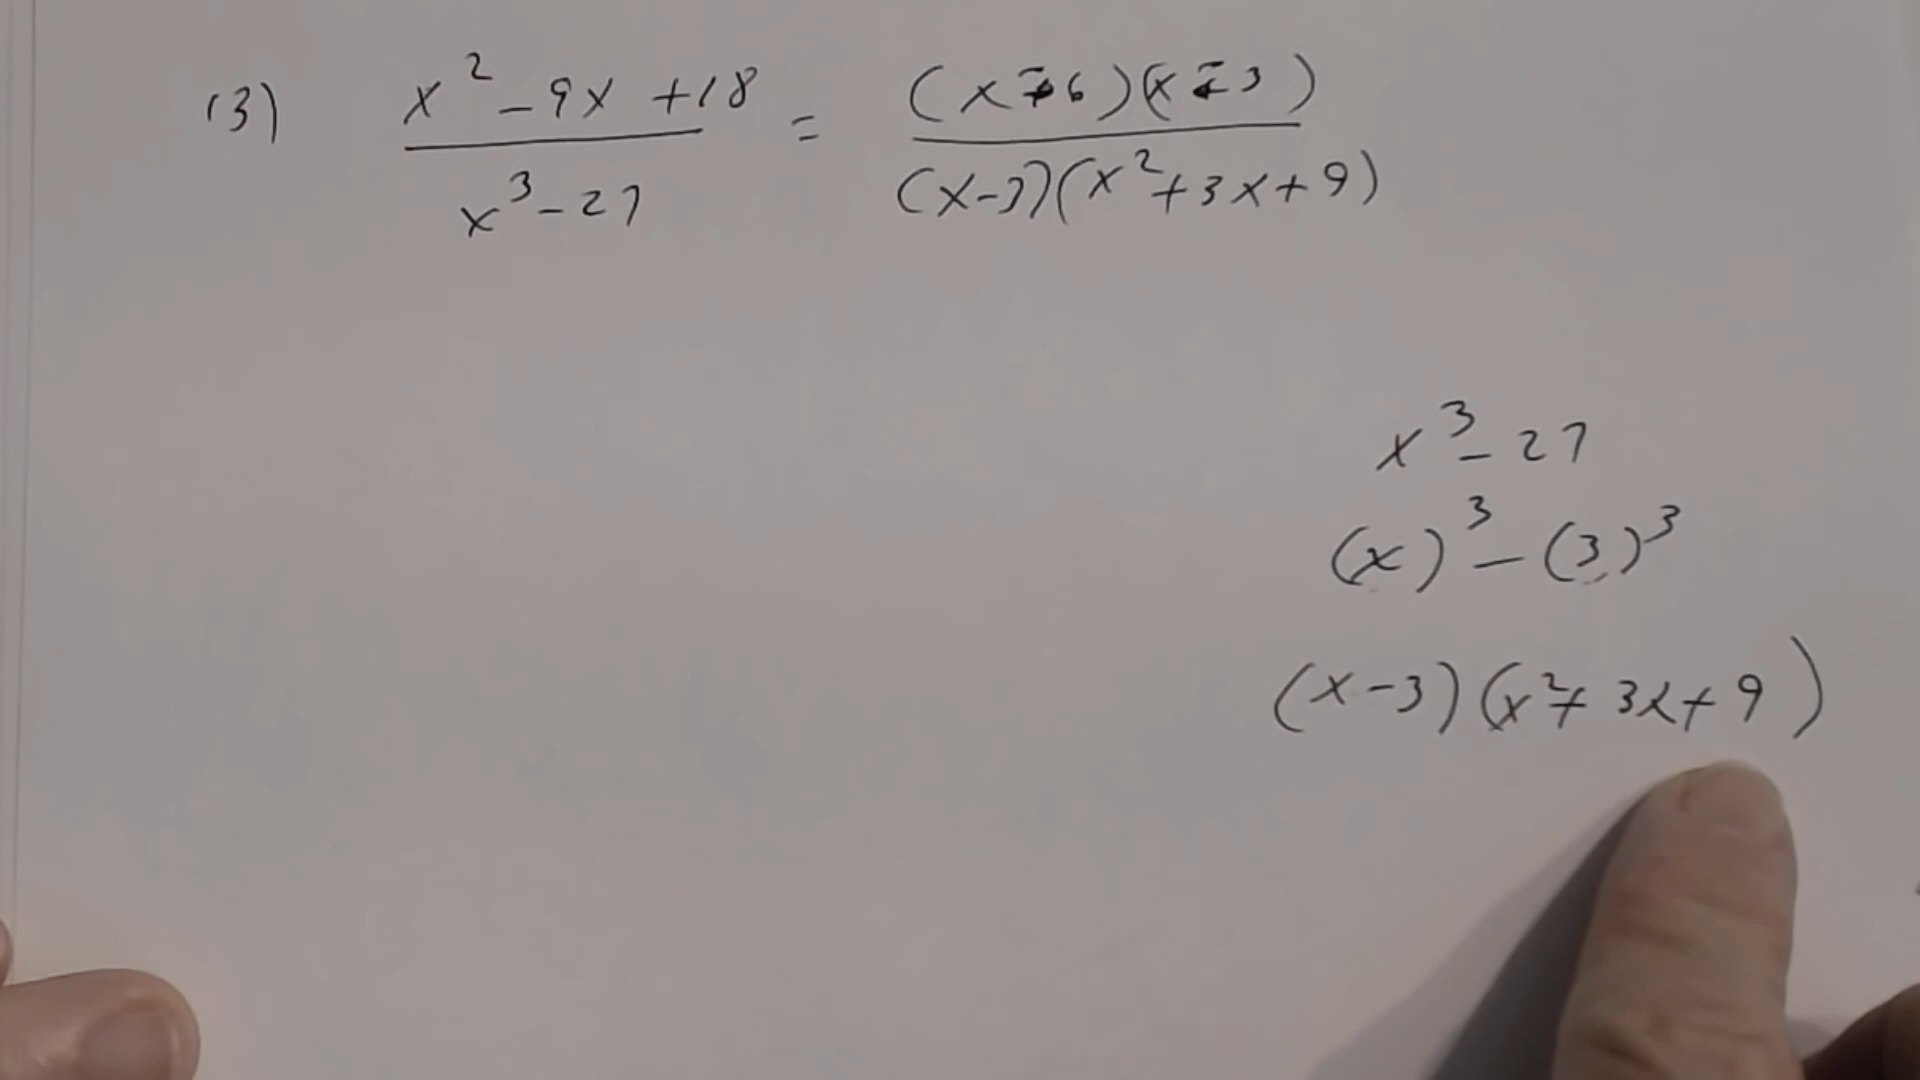 13) x² - 9x + 18 / x³ - 27 = (x - 6)(x - 3) / (x - 3)(x² + 3x + 9)
x³ - 27
(x)³ - (3)³
(x - 3)(x² + 3x + 9)